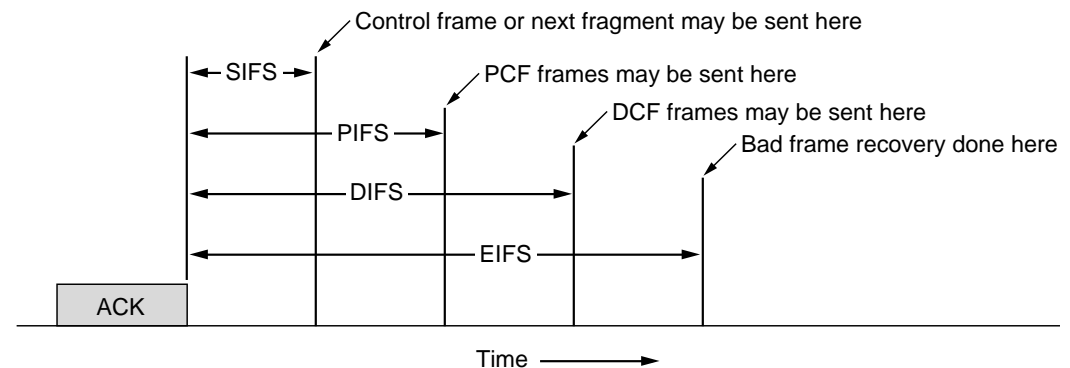 Control frame or next fragment may be sent here
SIFS
PCF frames may be sent here
PIFS
DCF frames may be sent here
Bad frame recovery done here
DIFS
EIFS
ACK
Time